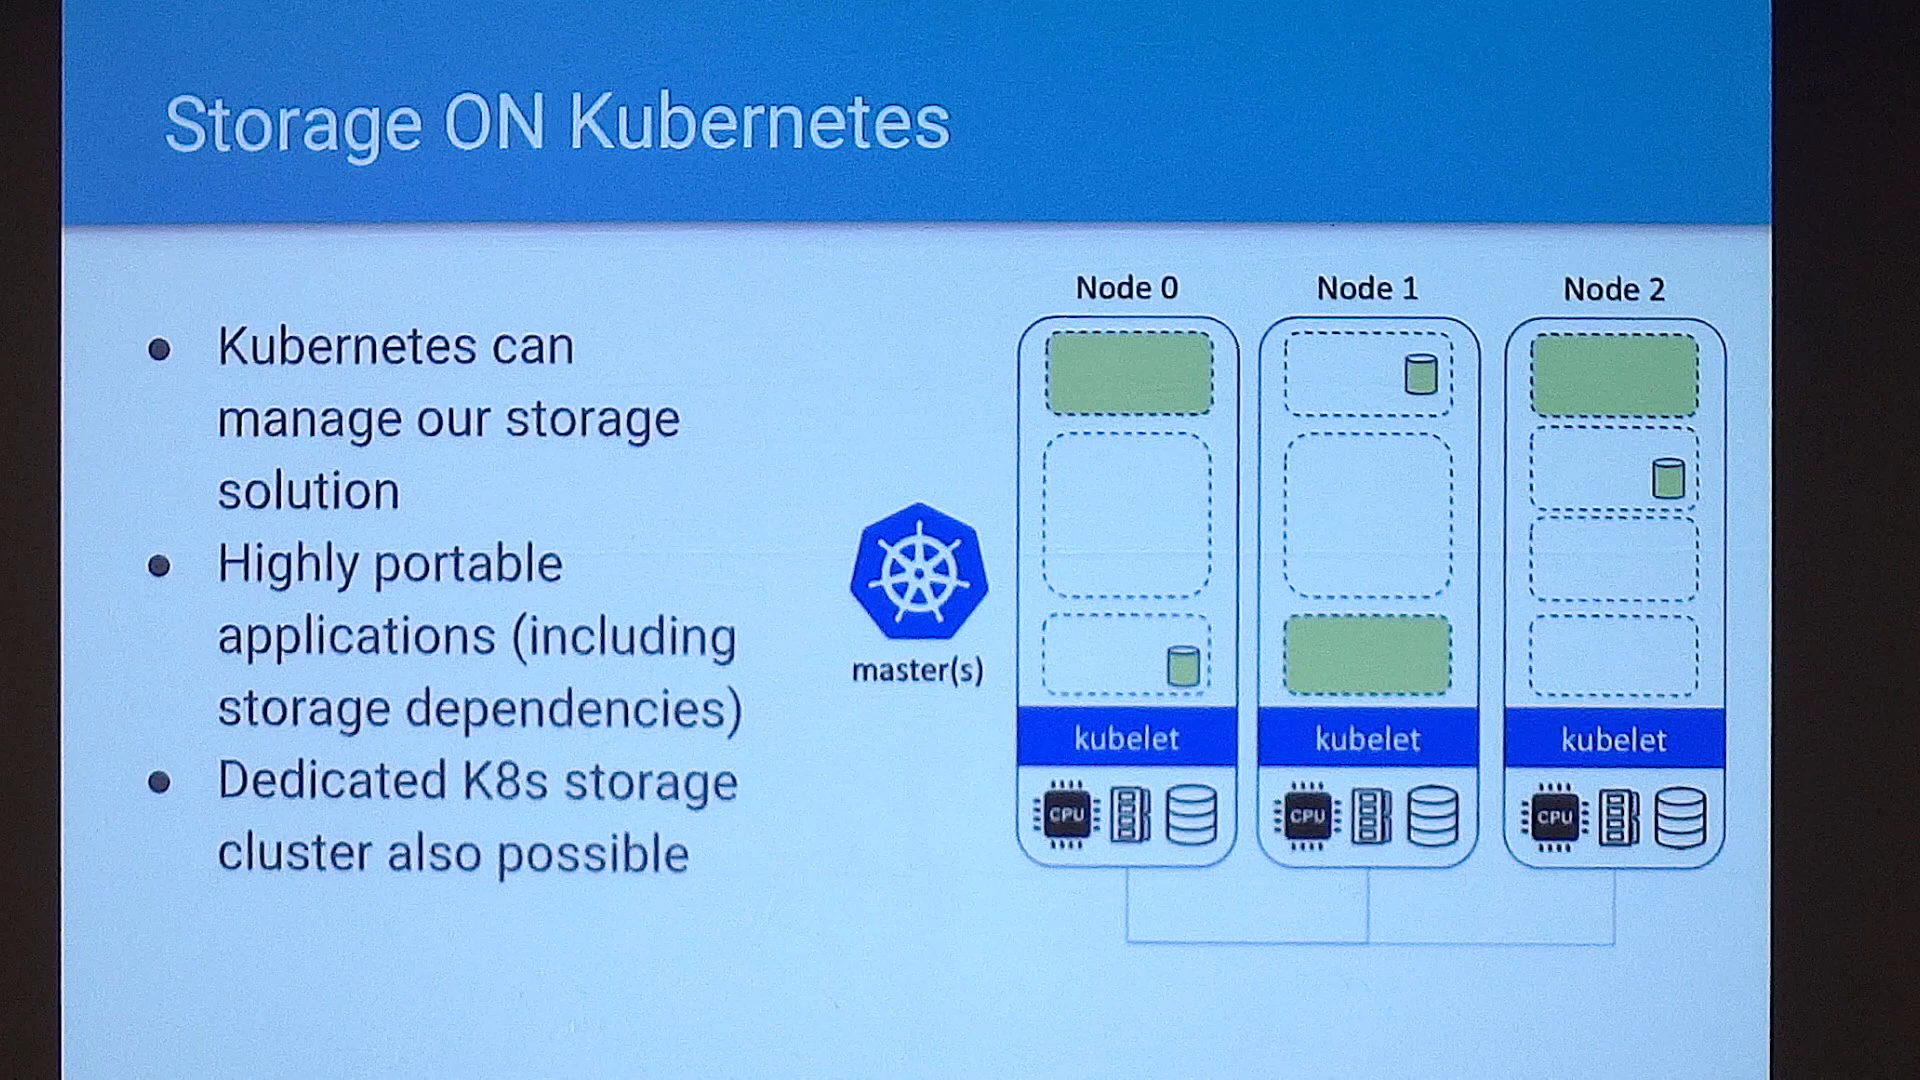 Storage ON Kubernetes
Kubernetes can
manage our storage
solution
Highly portable
applications (including
storage dependencies)
Dedicated K8s storage
cluster also possible
master(s)
Node 0
Node 1
Node 2
kubelet
kubelet
kubelet
CPU
CPU
CPU